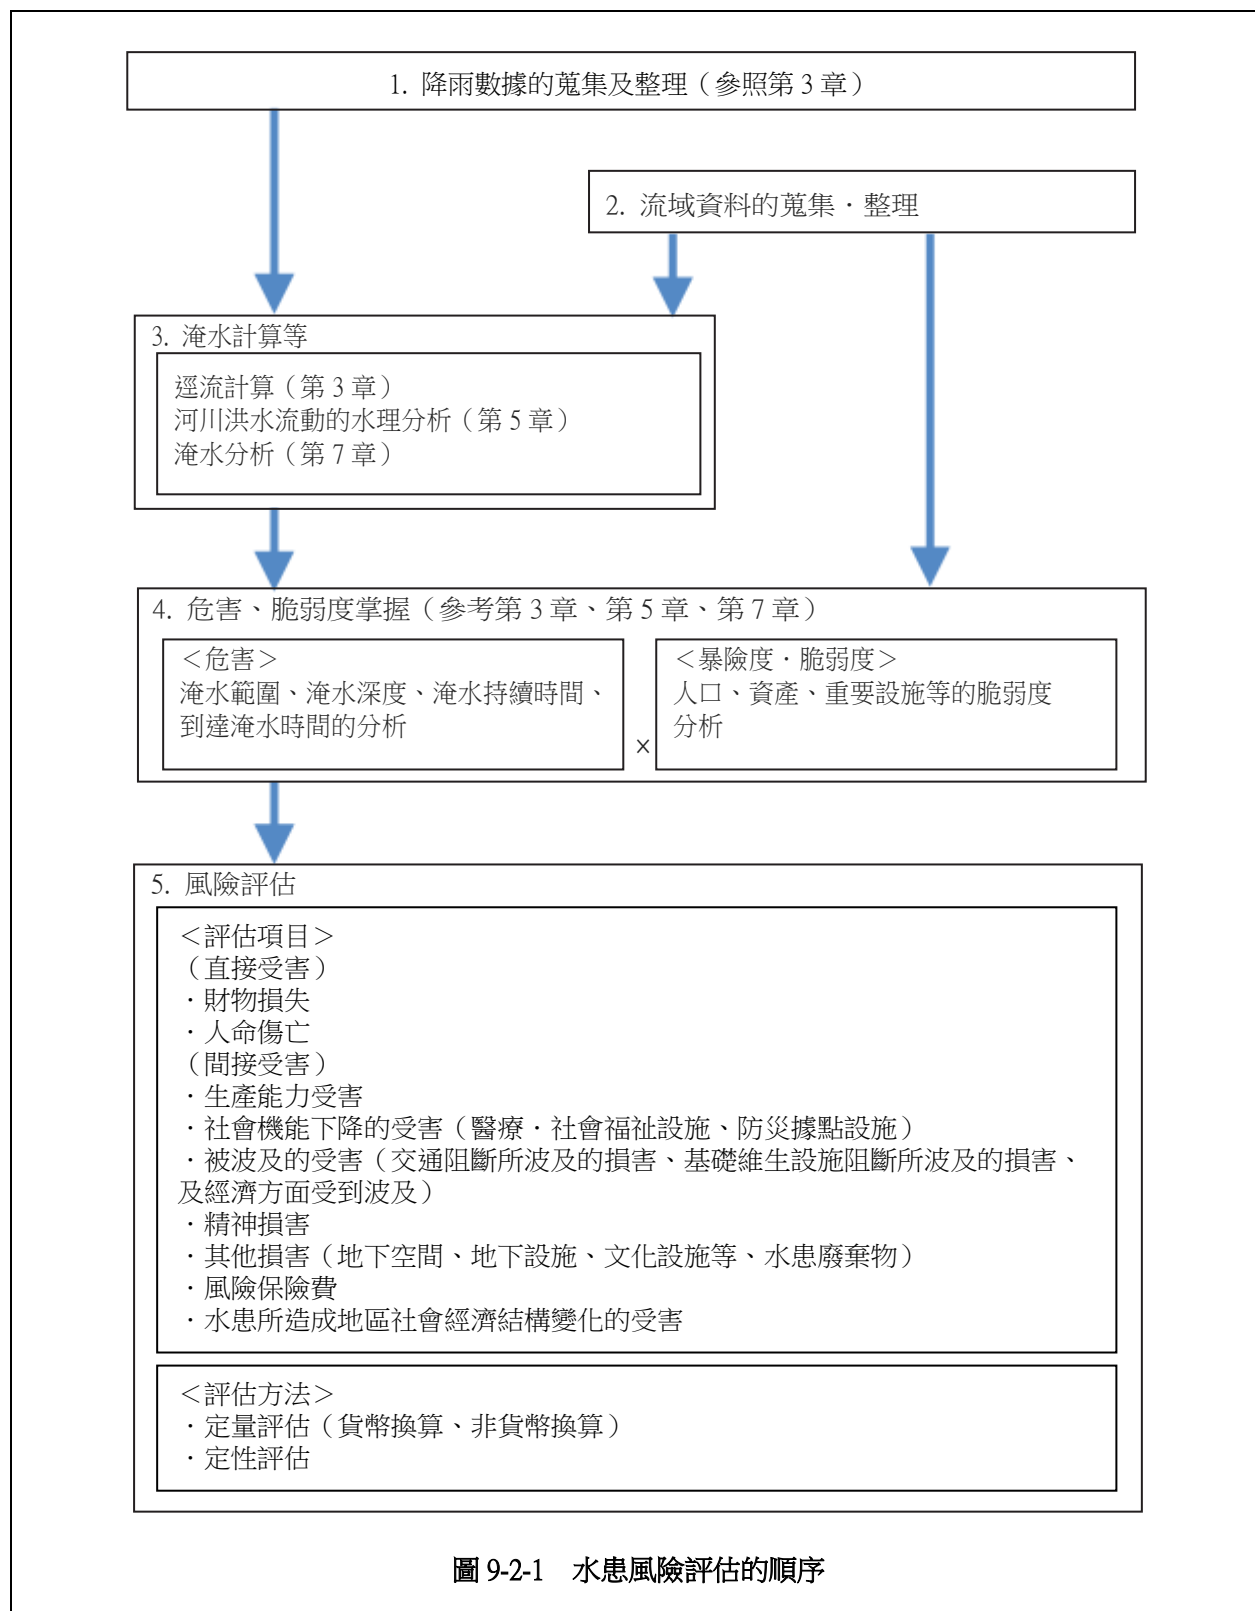 1. 降雨數據的蒐集及整理（參照第 3 章）
2. 流域資料的蒐集・整理
3. 淹水計算等
逕流計算（第 3 章）
河川洪水流動的水理分析（第 5 章）
淹水分析（第 7 章）
4. 危害、脆弱度掌握（參考第 3 章、第 5 章、第 7 章）
＜危害＞
淹水範圍、淹水深度、淹水持續時間、
到達淹水時間的分析
×
＜暴險度・脆弱度＞
人口、資產、重要設施等的脆弱度
分析
5. 風險評估
＜評估項目＞
（直接受害）
・財物損失
・人命傷亡
（間接受害）
・生產能力受害
・社會機能下降的受害（醫療・社會福祉設施、防災據點設施）
・被波及的受害（交通阻斷所波及的損害、基礎維生設施阻斷所波及的損害、
及經濟方面受到波及）
・精神損害
・其他損害（地下空間、地下設施、文化設施等、水患廢棄物）
・風險保險費
・水患所造成地區社會經濟結構變化的受害
＜評估方法＞
・定量評估（貨幣換算、非貨幣換算）
・定性評估
圖 9-2-1　水患風險評估的順序